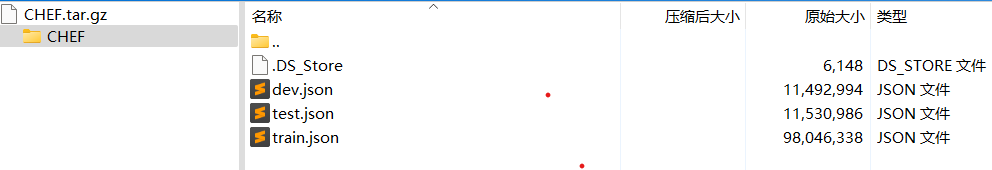 CHEF.tar.gz
CHEF
名称 压缩后大小 原始大小 类型
..
.DS_Store 6,148 DS_STORE 文件
dev.json 11,492,994 JSON 文件
test.json 11,530,986 JSON 文件
train.json 98,046,338 JSON 文件